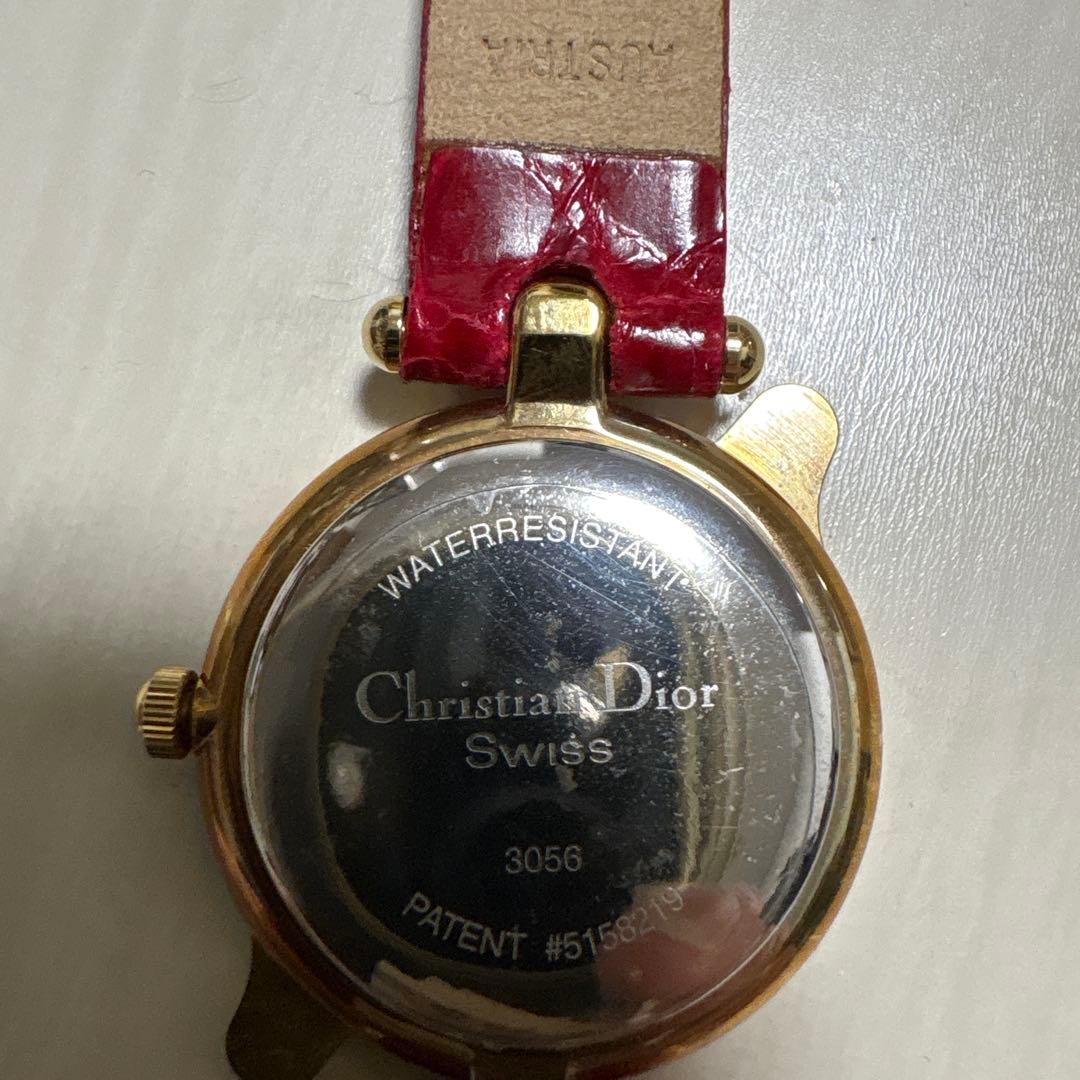 AUSTRIA
WATERRESISTANT
Christian Dior
SWISS
3056
PATENT #5158219